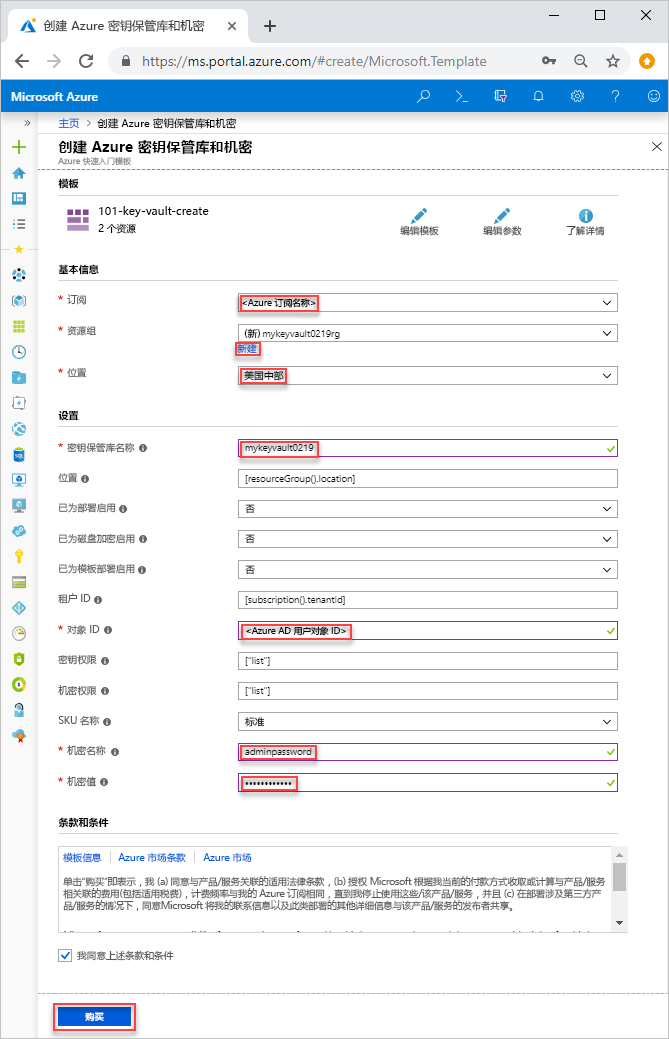 创建 Azure 密钥保管库和机密
https://ms.portal.azure.com/#create/Microsoft.Template
Microsoft Azure
主页 > 创建 Azure 密钥保管库和机密
创建 Azure 密钥保管库和机密
Azure 快速入门模板
模板
101-key-vault-create
2 个资源
编辑模板 编辑参数 了解详情
基本信息
* 订阅 <Azure 订阅名称>
* 资源组 (新) mykeyvault0219rg
新建
* 位置 美国中部
设置
* 密钥保管库名称 mykeyvault0219
位置 [resourceGroup().location]
已为部署启用 否
已为磁盘加密启用 否
已为模板部署启用 否
租户 ID [subscription().tenantId]
* 对象 ID <Azure AD 用户对象 ID>
密钥权限 ["list"]
机密权限 ["list"]
SKU 名称 标准
* 机密名称 adminpassword
* 机密值 ••••••••••••
条款和条件
模板信息 | Azure 市场条款 | Azure 市场
单击"购买"即表示，我 (a) 同意与产品/服务关联的适用法律条款，(b) 授权 Microsoft 根据我当前的付款方式收取或计算与产品/服务
相关联的费用(包括适用税费)，计费频率与我的 Azure 订阅相同，直到我停止使用这些/该产品/服务，并且 (c) 在部署涉及第三方产
品/服务的情况下，同意Microsoft 将我的联系信息以及此类部署的其他详细信息与该产品/服务的发布者共享。
我同意上述条款和条件
购买